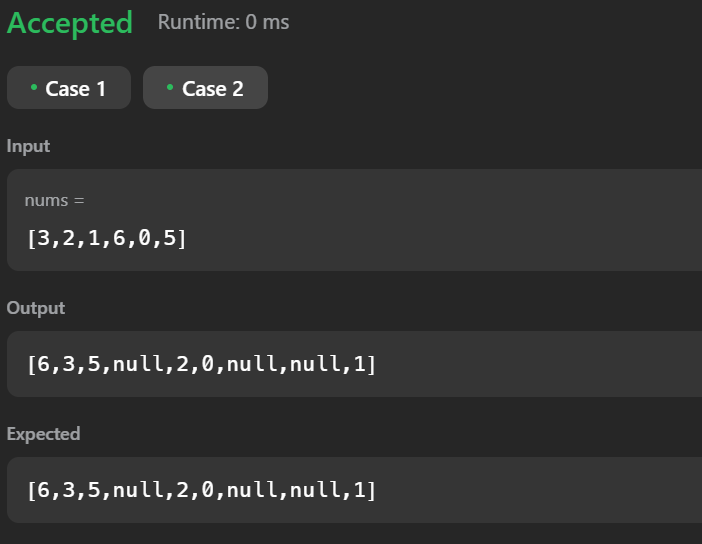 Accepted Runtime: 0 ms
• Case 1 • Case 2
Input
nums =
[3,2,1,6,0,5]
Output
[6,3,5,null,2,0,null,null,1]
Expected
[6,3,5,null,2,0,null,null,1]